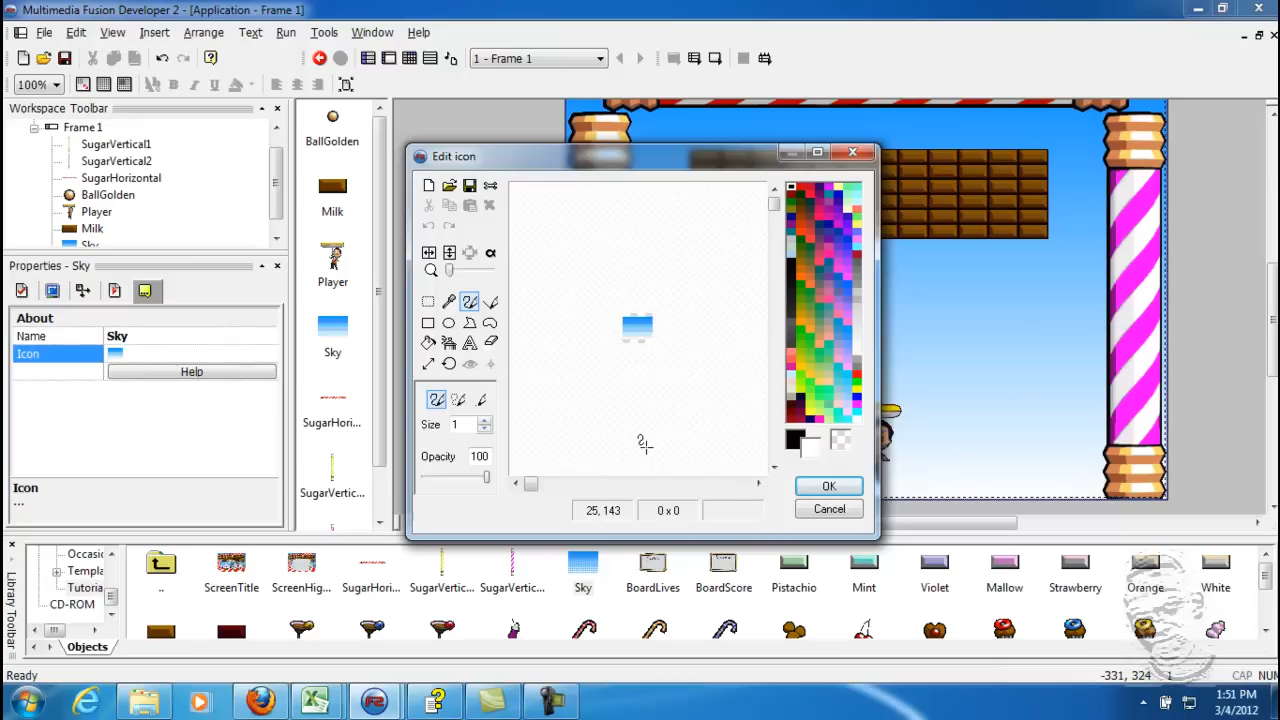 Multimedia Fusion Developer 2 - [Application - Frame 1]
File Edit View Insert Arrange Text Run Tools Window Help
1 - Frame 1
100% B I U
Workspace Toolbar
Frame 1
SugarVertical1
SugarVertical2
SugarHorizontal
BallGolden
Player
Milk
Sky
Properties - Sky
About
Name Sky
Icon
Help
Icon
...
BallGolden
Milk
Player
Sky
SugarHori...
SugarVertic...
Edit icon
Size 1
Opacity 100
25, 143 0 x 0
OK
Cancel
Library Toolbar
Occasio
Templa
Tutoria
CD-ROM
.. ScreenTitle ScreenHig... SugarHori... SugarVertic... SugarVertic... Sky BoardLives BoardScore Pistachio Mint Violet Mallow Strawberry Orange White
Objects
Ready -331, 324 1 CAP NUM
1:51 PM
3/4/2012